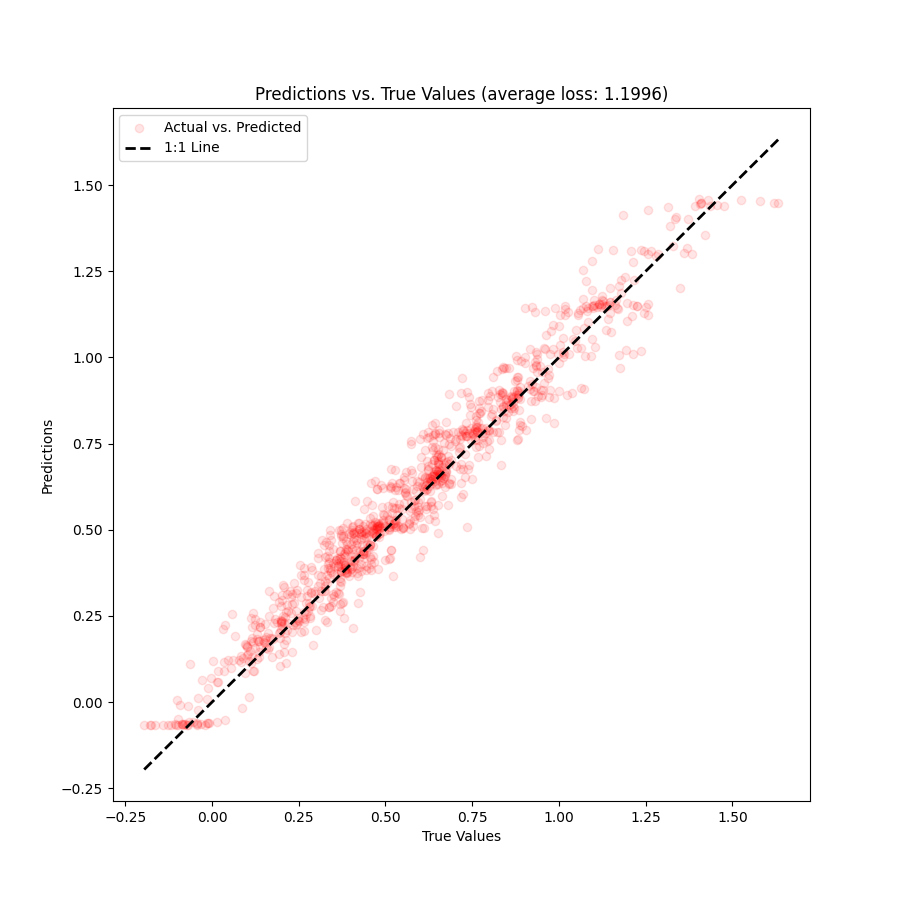 Predictions vs. True Values (average loss: 1.1996)
Actual vs. Predicted
1:1 Line
1.50
1.25
1.00
0.75
0.50
0.25
0.00
−0.25
Predictions
−0.25 0.00 0.25 0.50 0.75 1.00 1.25 1.50
True Values